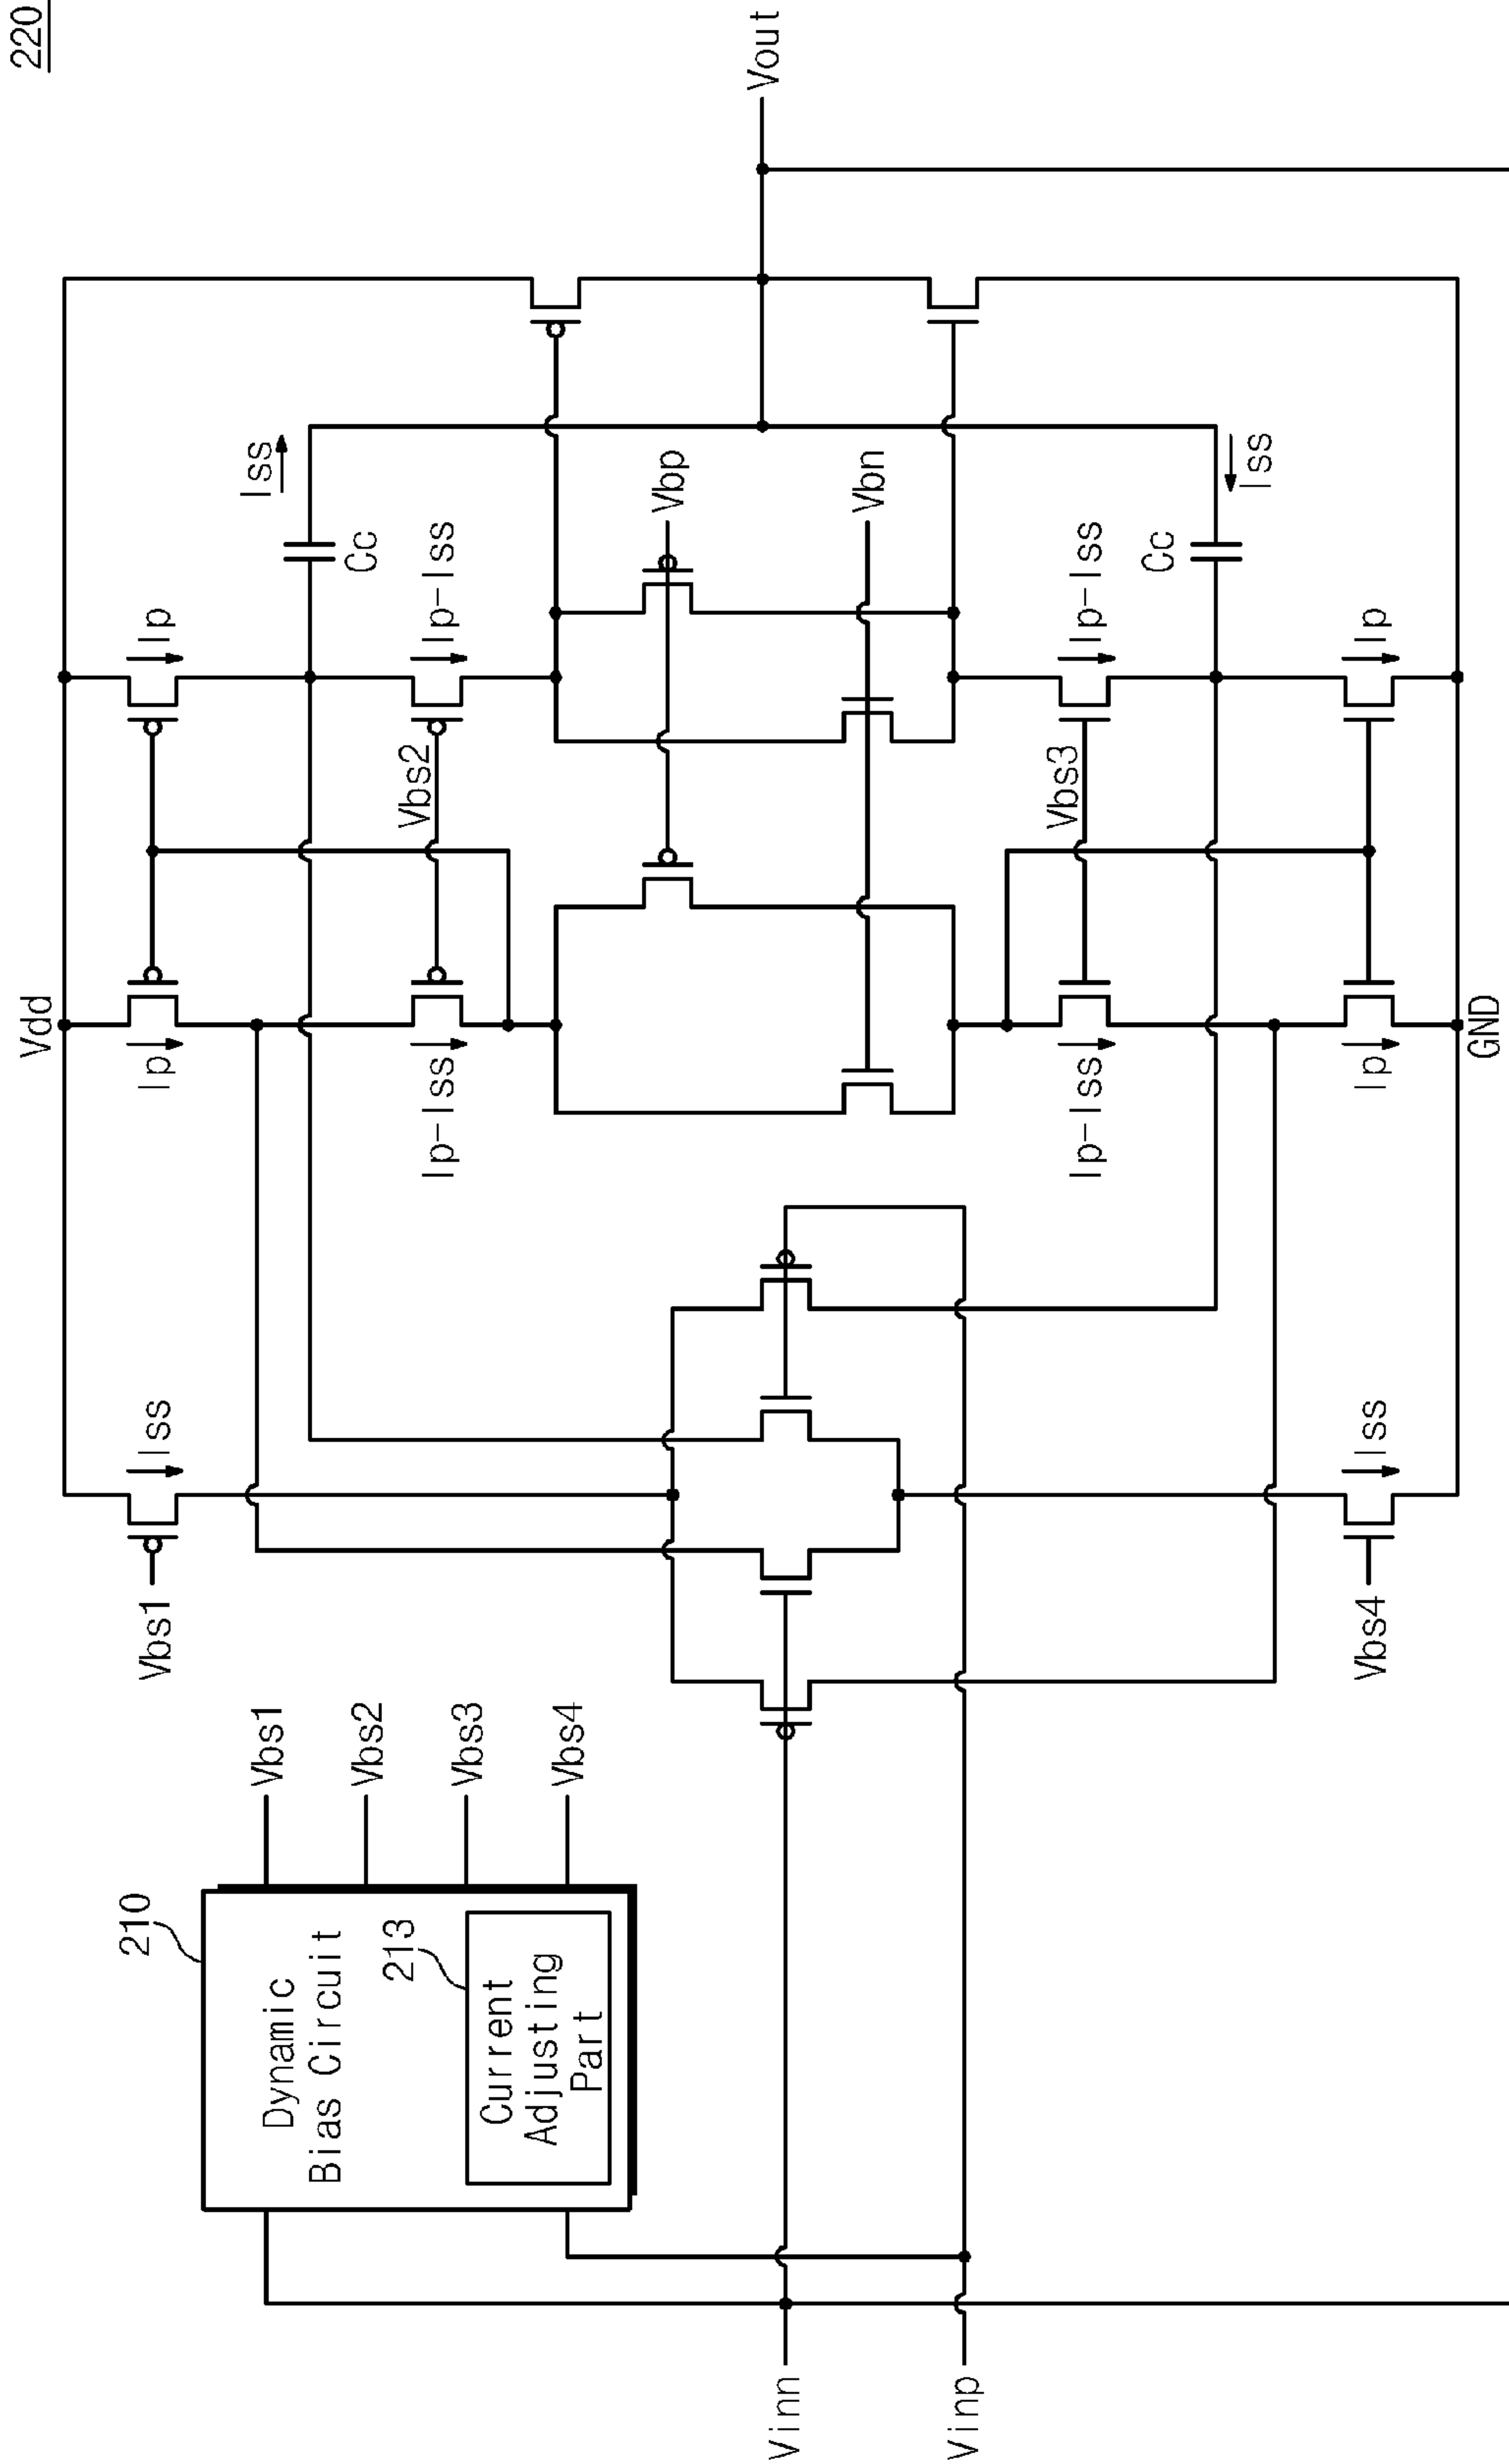 220
Vdd
Vout
Iss
Ip
Ip
Iss
Cc
Vbs1
Vbs2
Ip-Iss
Ip-Iss
Vbp
Vbn
210
Dynamic
Bias Circuit
213
Current
Adjusting
Part
Vbs1
Vbs2
Vbs3
Vbs4
Vinn
Vinp
Ip-Iss
Vbs3
Ip-Iss
Cc
Iss
Vbs4
Iss
Ip
Ip
GND